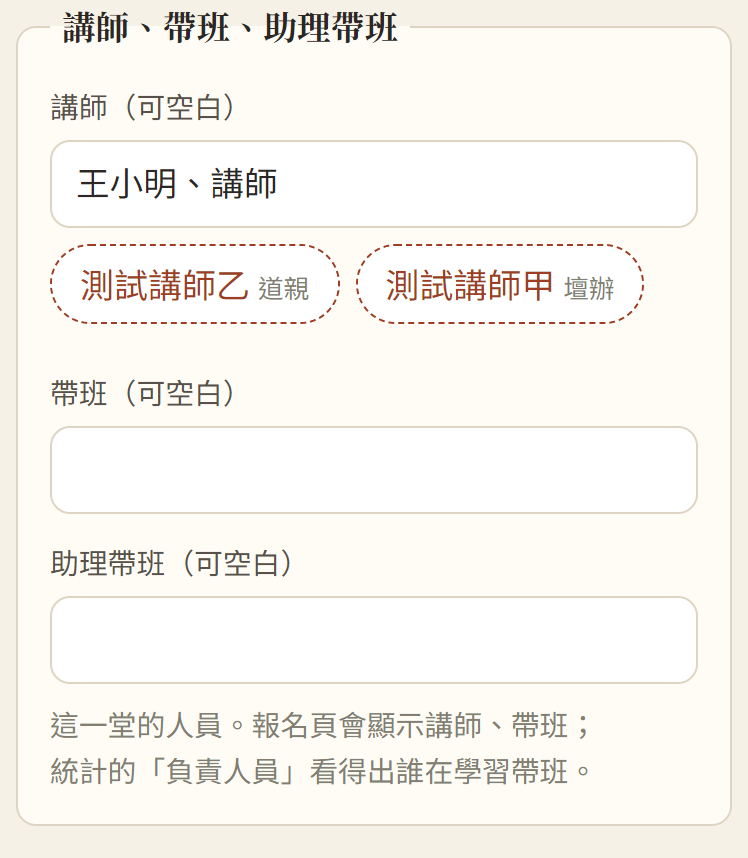 講師、帶班、助理帶班
講師（可空白）
王小明、講師
測試講師乙 道親
測試講師甲 壇辦
帶班（可空白）
助理帶班（可空白）
這一堂的人員。報名頁會顯示講師、帶班；
統計的「負責人員」看得出誰在學習帶班。